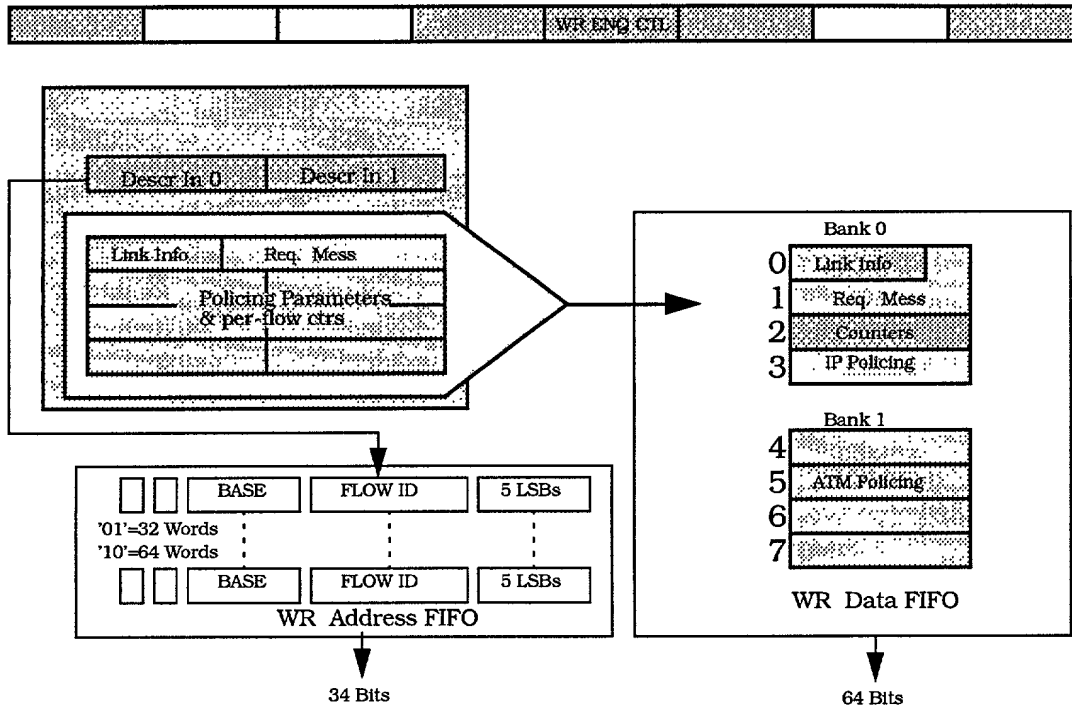 WR ENQ CTL
Descr In 0 Descr In 1
Link Info Req. Mess
Policing Parameters
& per-flow ctrs
Bank 0
0 Link Info
1 Req. Mess
2 Counters
3 IP Policing
Bank 1
4
5 ATM Policing
6
7
WR Data FIFO
64 Bits
BASE FLOW ID 5 LSBs
'01'=32 Words
'10'=64 Words
BASE FLOW ID 5 LSBs
WR Address FIFO
34 Bits